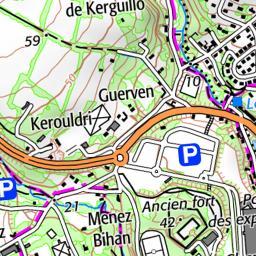 de Kerguillo
59
Guerven
10
Kerouldri
P
P
Ancien fort
42
des exp
21
Menez
Bihan
z